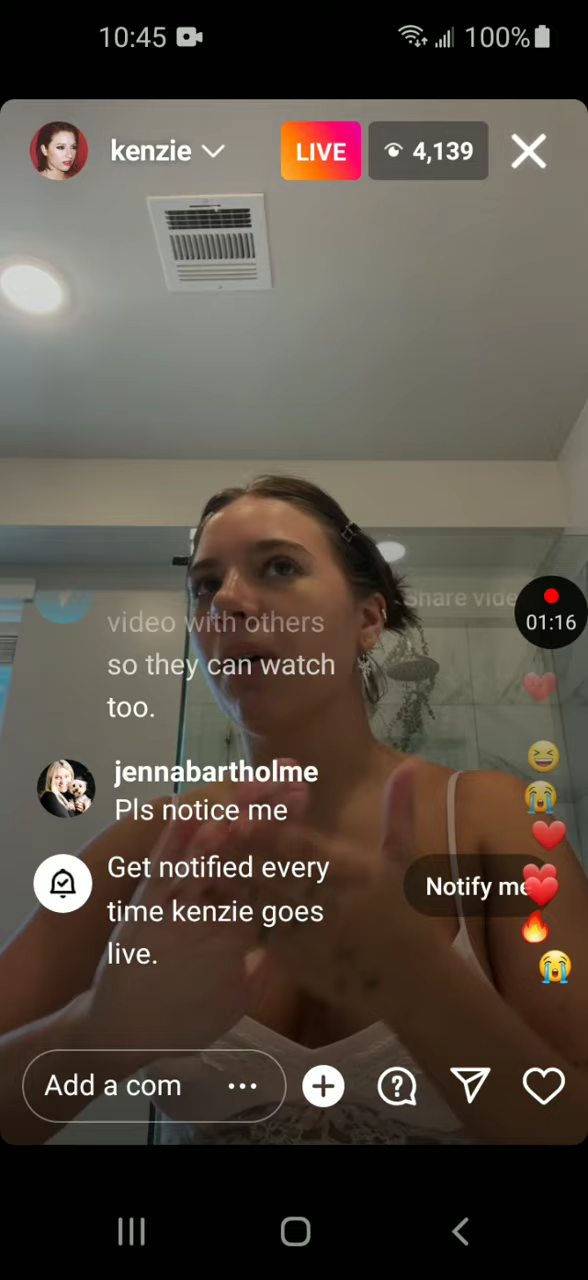 10:45
100%
kenzie
LIVE
4,139
Share vide
video with others
so they can watch
too.
01:16
jennabartholme
Pls notice me
Get notified every
time kenzie goes
live.
Notify me
Add a com